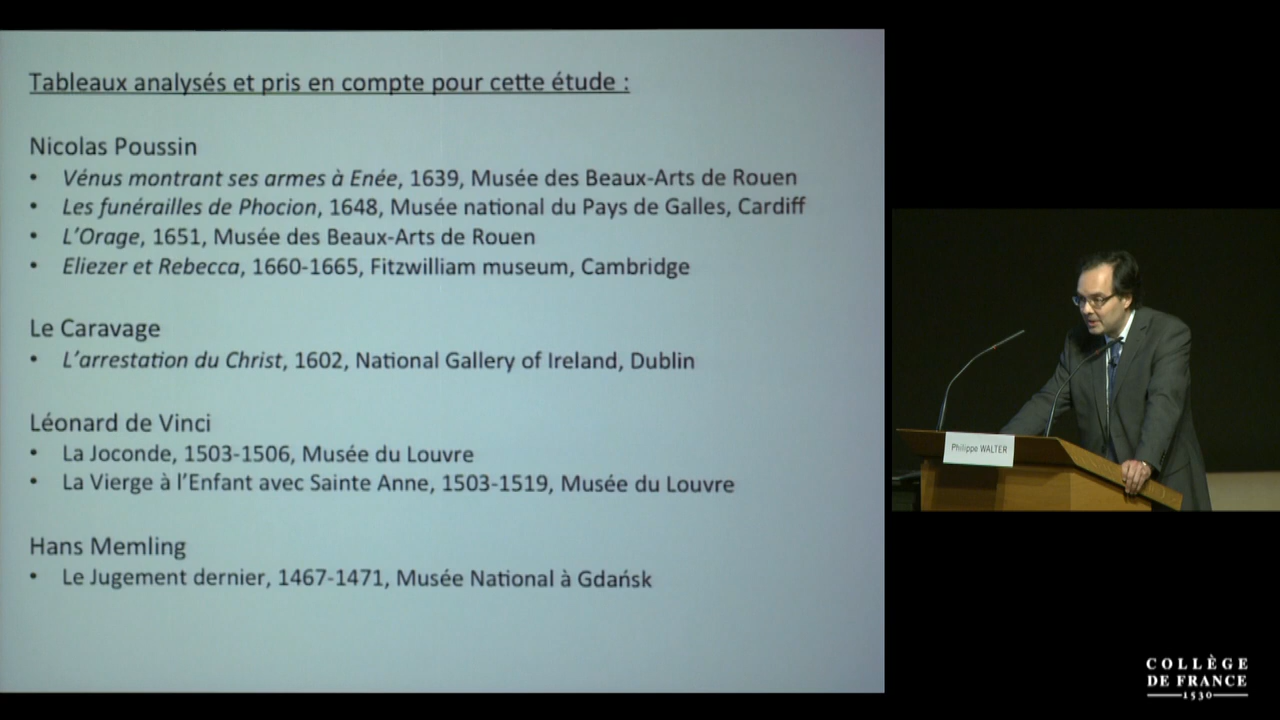 Tableaux analysés et pris en compte pour cette étude :
Nicolas Poussin
• Vénus montrant ses armes à Enée, 1639, Musée des Beaux-Arts de Rouen
• Les funérailles de Phocion, 1648, Musée national du Pays de Galles, Cardiff
• L'Orage, 1651, Musée des Beaux-Arts de Rouen
• Eliezer et Rebecca, 1660-1665, Fitzwilliam museum, Cambridge
Le Caravage
• L'arrestation du Christ, 1602, National Gallery of Ireland, Dublin
Léonard de Vinci
• La Joconde, 1503-1506, Musée du Louvre
• La Vierge à l'Enfant avec Sainte Anne, 1503-1519, Musée du Louvre
Hans Memling
• Le Jugement dernier, 1467-1471, Musée National à Gdańsk
Philippe WALTER
COLLÈGE
DE FRANCE
1530